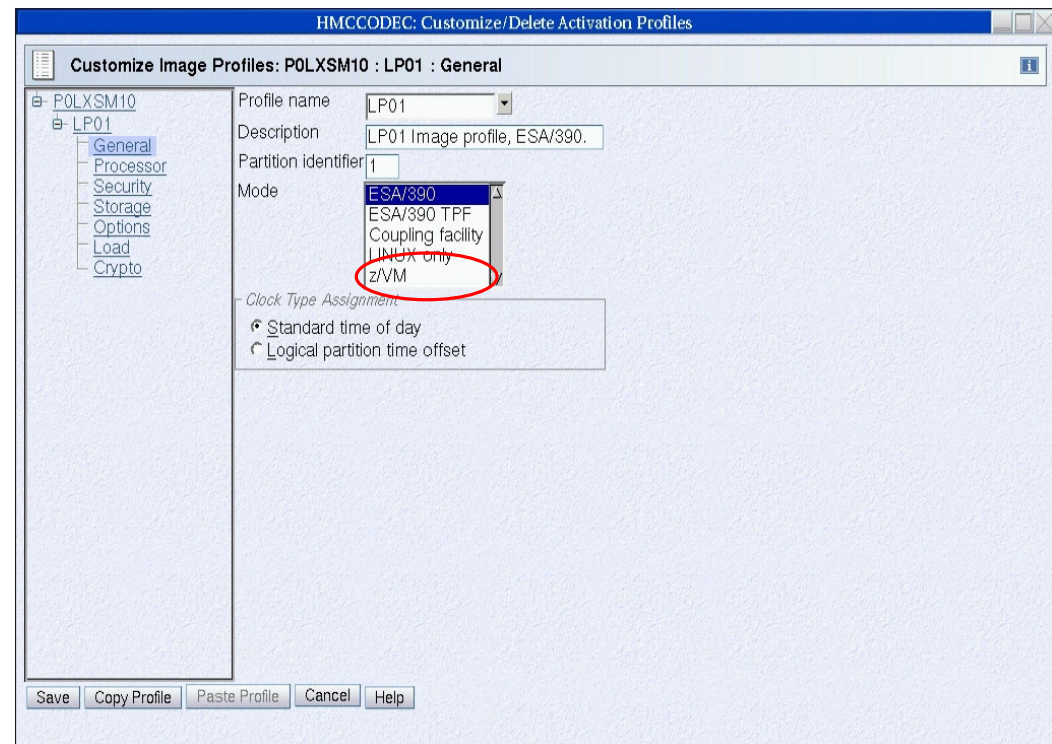 HMCCODEC: Customize/Delete Activation Profiles
Customize Image Profiles: P0LXSM10 : LP01 : General
P0LXSM10
LP01
General
Processor
Security
Storage
Options
Load
Crypto
Profile name LP01
Description LP01 Image profile, ESA/390.
Partition identifier 1
Mode
ESA/390
ESA/390 TPF
Coupling facility
LINUX only
z/VM
Clock Type Assignment
Standard time of day
Logical partition time offset
Save Copy Profile Paste Profile Cancel Help